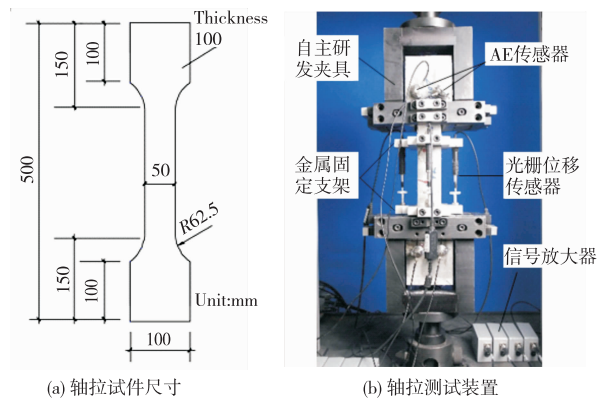 Thickness
100
100
150
500
50
R62.5
150
100
Unit:mm
100
(a) 轴拉试件尺寸
自主研
发夹具
AE传感器
金属固
定支架
光栅位移
传感器
信号放大器
(b) 轴拉测试装置